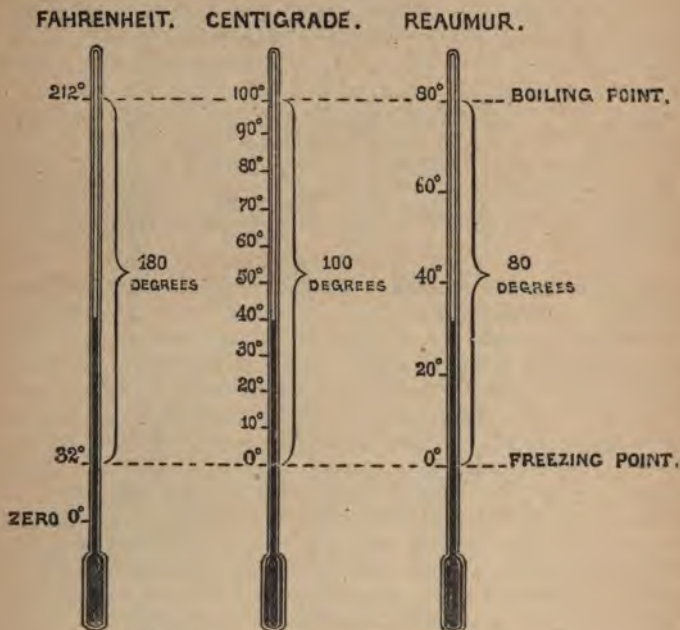 FAHRENHEIT. CENTIGRADE. REAUMUR.
212° 100° 80° BOILING POINT.
90°
80°
70°
60°
60°
180 DEGREES
50°
100 DEGREES
40°
80 DEGREES
40°
30°
20°
20°
10°
32° 0° 0° FREEZING POINT.
ZERO 0°